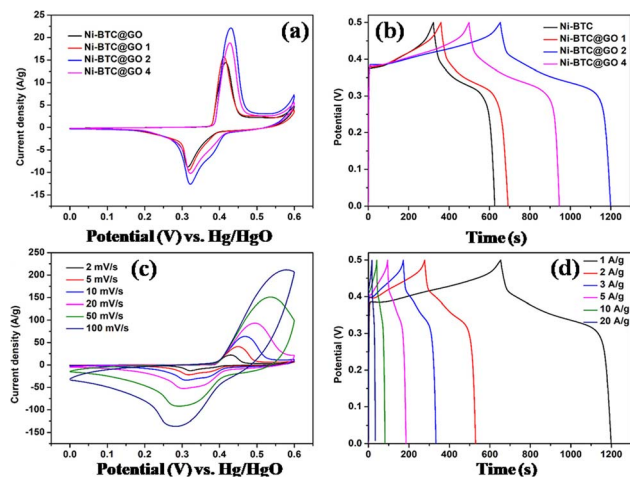 (a)
Ni-BTC@GO
Ni-BTC@GO 1
Ni-BTC@GO 2
Ni-BTC@GO 4
25
20
15
10
5
0
-5
-10
-15
Current density (A/g)
0.0 0.1 0.2 0.3 0.4 0.5 0.6
Potential (V) vs. Hg/HgO
(b)
Ni-BTC
Ni-BTC@GO 1
Ni-BTC@GO 2
Ni-BTC@GO 4
0.5
0.4
0.3
0.2
0.1
0.0
Potential (V)
0 200 400 600 800 1000 1200
Time (s)
(c)
2 mV/s
5 mV/s
10 mV/s
20 mV/s
50 mV/s
100 mV/s
250
200
150
100
50
0
-50
-100
-150
Current density (A/g)
0.0 0.1 0.2 0.3 0.4 0.5 0.6
Potential (V) vs. Hg/HgO
(d)
1 A/g
2 A/g
3 A/g
5 A/g
10 A/g
20 A/g
0.5
0.4
0.3
0.2
0.1
0.0
Potential (V)
0 200 400 600 800 1000 1200
Time (s)